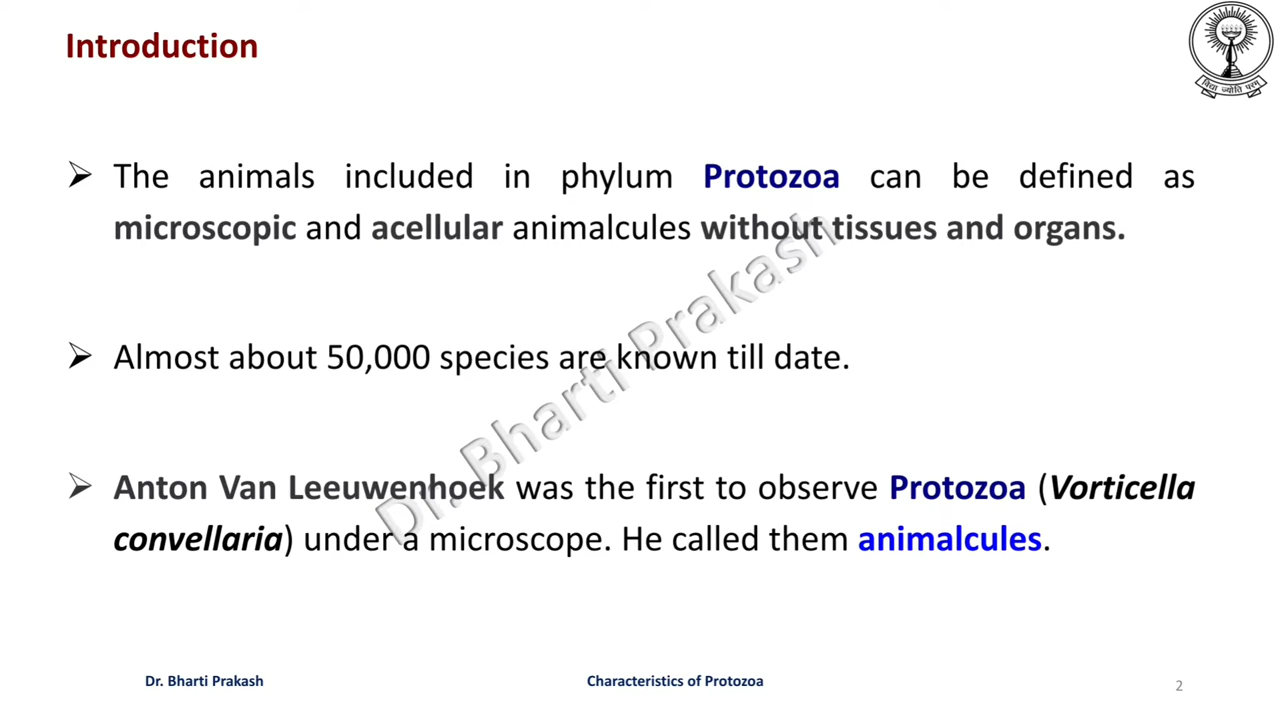 Introduction
विद्या ज्योति परम
➢ The animals included in phylum Protozoa can be defined as
microscopic and acellular animalcules without tissues and organs.
➢ Almost about 50,000 species are known till date.
➢ Anton Van Leeuwenhoek was the first to observe Protozoa (Vorticella
convellaria) under a microscope. He called them animalcules.
Dr. Bharti Prakash
Dr. Bharti Prakash
Characteristics of Protozoa
2